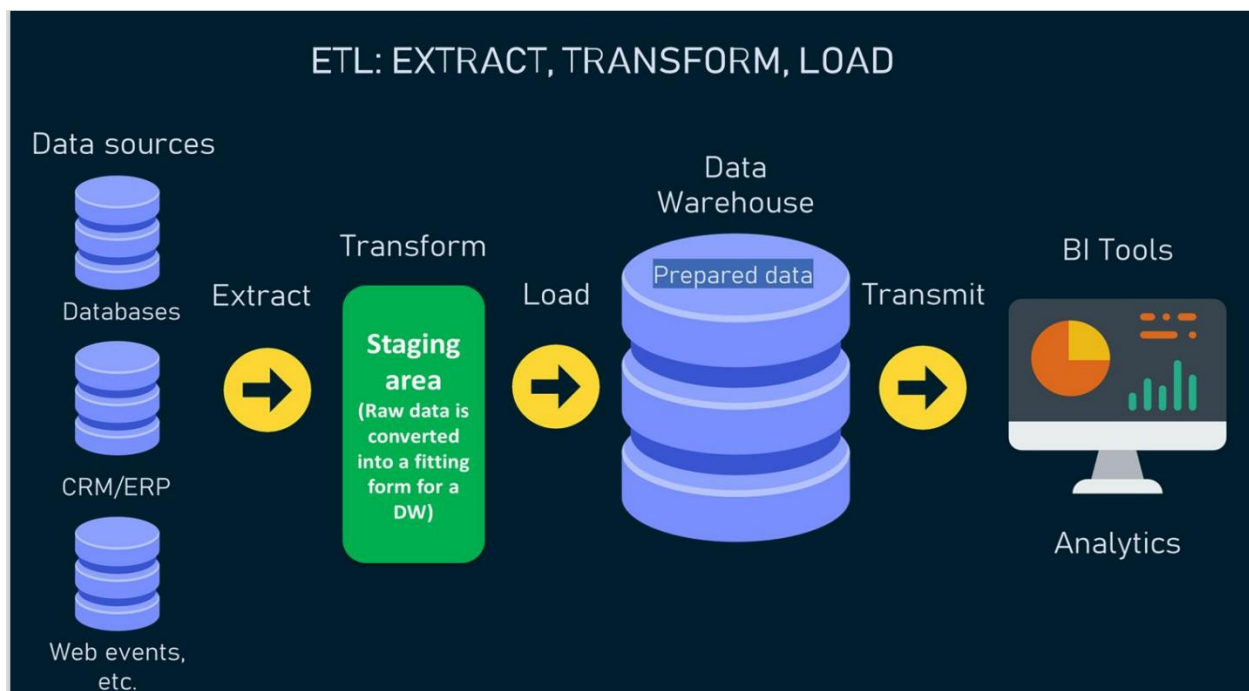 ETL: EXTRACT, TRANSFORM, LOAD
Data sources
Databases
CRM/ERP
Web events,
etc.
Extract
Transform
Staging
area
(Raw data is
converted
into a fitting
form for a
DW)
Load
Data
Warehouse
Prepared data
Transmit
BI Tools
Analytics